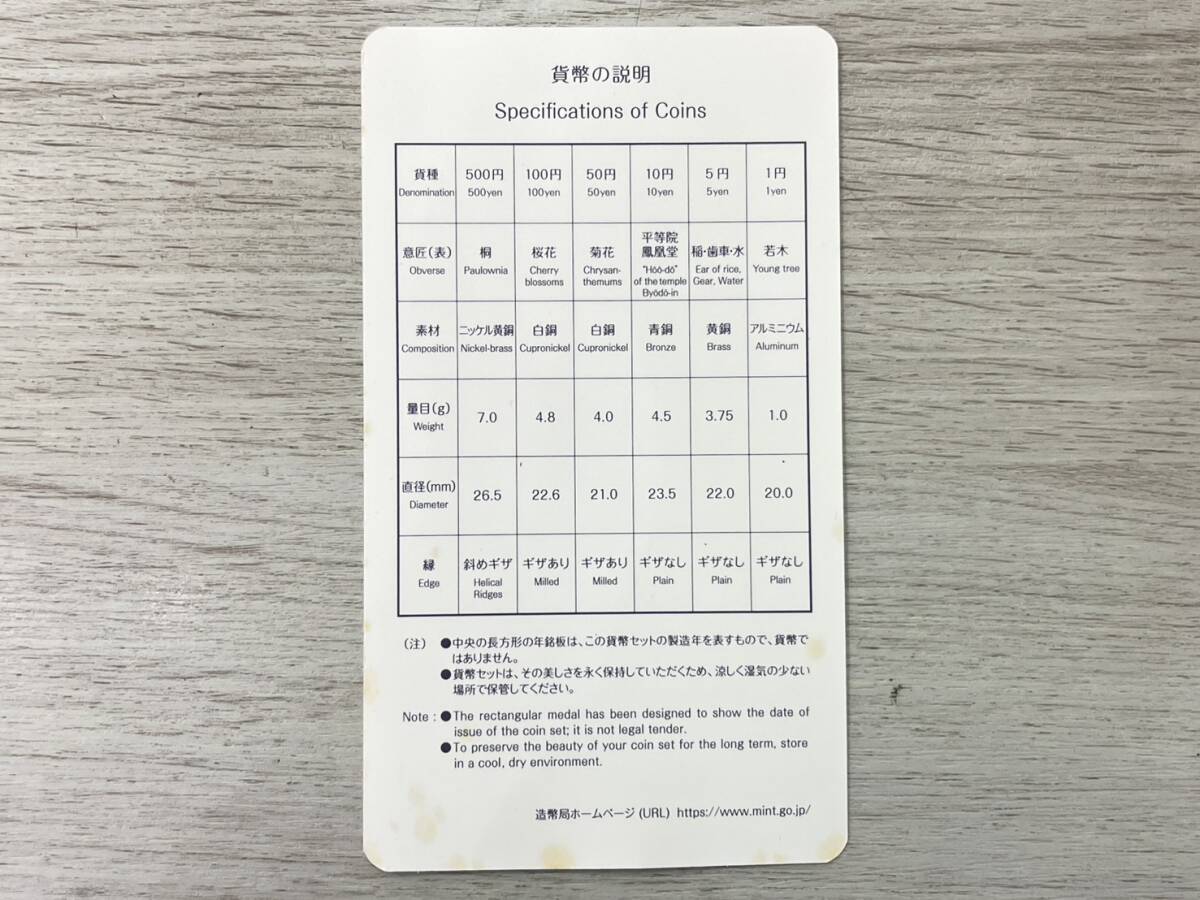 貨幣の説明
Specifications of Coins
貨種 500円 100円 50円 10円 5円 1円
Denomination 500yen 100yen 50yen 10yen 5yen 1yen
意匠(表) 桐 桜花 菊花 平等院鳳凰堂 稲・歯車・水 若木
Obverse Paulownia Cherry blossoms Chrysan-themums "Hōō-dō" of the temple Byōdō-in Ear of rice, Gear, Water Young tree
素材 ニッケル黄銅 白銅 白銅 青銅 黄銅 アルミニウム
Composition Nickel-brass Cupronickel Cupronickel Bronze Brass Aluminum
量目(g) 7.0 4.8 4.0 4.5 3.75 1.0
Weight
直径(mm) 26.5 22.6 21.0 23.5 22.0 20.0
Diameter
縁 斜めギザ ギザあり ギザあり ギザなし ギザなし ギザなし
Edge Helical Ridges Milled Milled Plain Plain Plain
(注) ●中央の長方形の年銘板は、この貨幣セットの製造年を表すもので、貨幣で
はありません。
●貨幣セットは、その美しさを永く保持していただくため、涼しく湿気の少ない
場所で保管してください。
Note : ●The rectangular medal has been designed to show the date of
issue of the coin set; it is not legal tender.
●To preserve the beauty of your coin set for the long term, store
in a cool, dry environment.
造幣局ホームページ (URL) https://www.mint.go.jp/